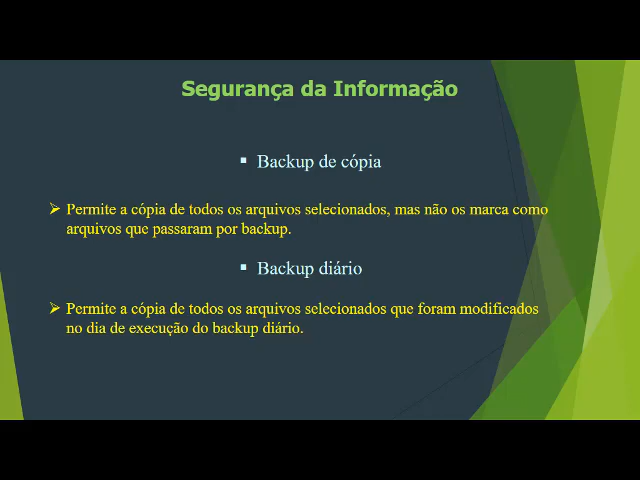 Segurança da Informação
▪ Backup de cópia
➢ Permite a cópia de todos os arquivos selecionados, mas não os marca como
arquivos que passaram por backup.
▪ Backup diário
➢ Permite a cópia de todos os arquivos selecionados que foram modificados
no dia de execução do backup diário.